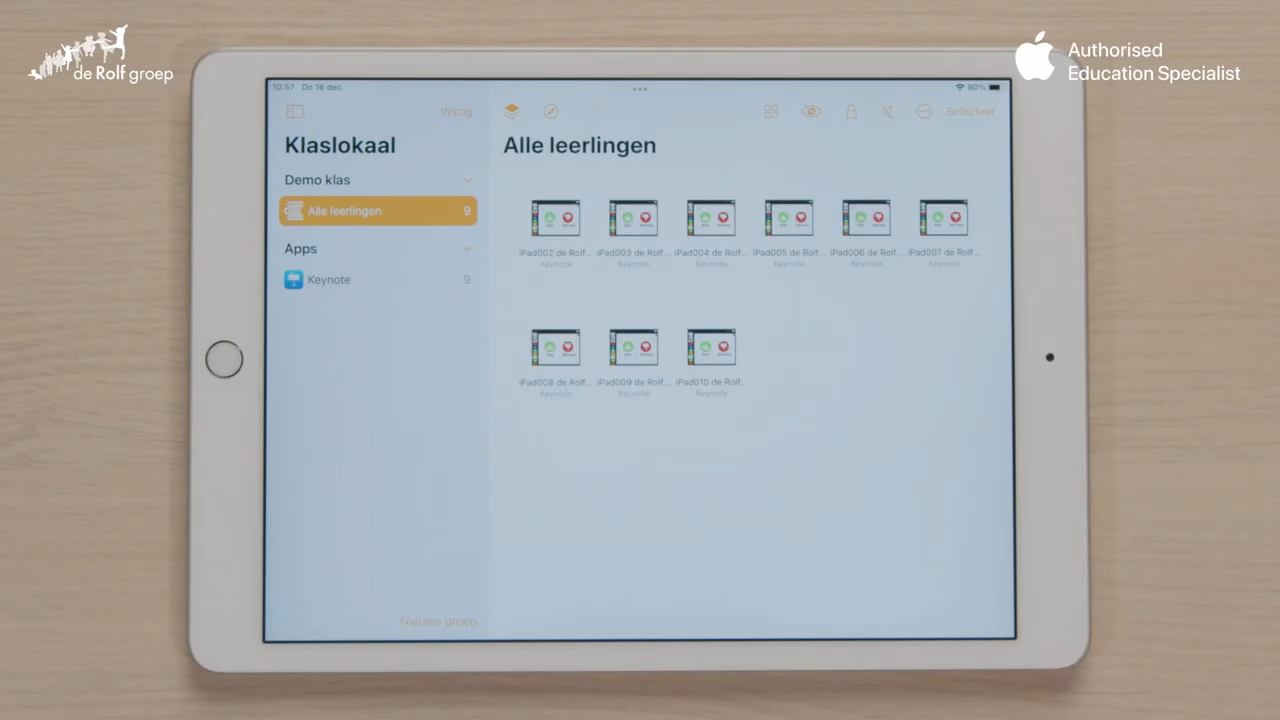 de Rolf groep
Authorised
Education Specialist
10:57 Do 16 dec.
80%
Wijzig
Selecteer
Klaslokaal
Alle leerlingen
Demo klas
Alle leerlingen 9
Apps
Keynote 9
iPad002 de Rolf... iPad003 de Rolf... iPad004 de Rolf... iPad005 de Rolf... iPad006 de Rolf... iPad007 de Rolf...
Keynote Keynote Keynote Keynote Keynote Keynote
iPad008 de Rolf... iPad009 de Rolf... iPad010 de Rolf...
Keynote Keynote Keynote
Nieuwe groep